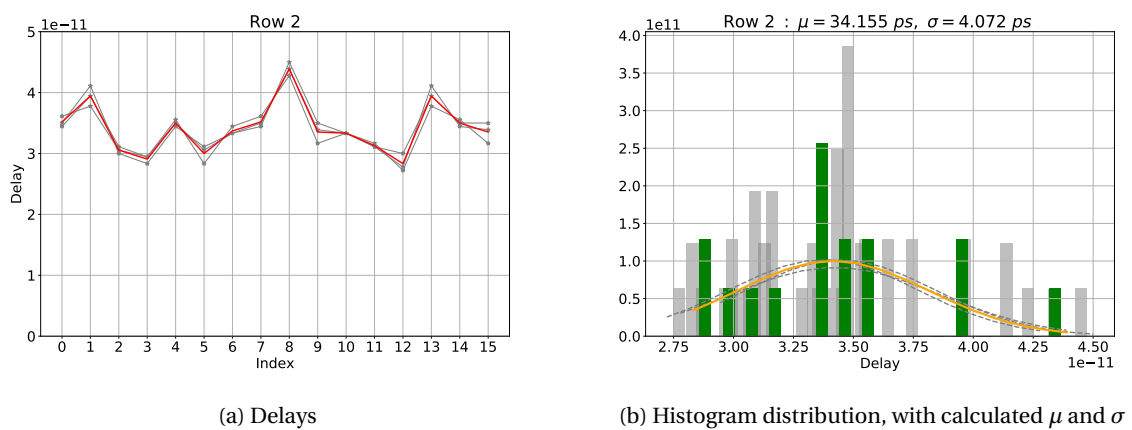 Row 2
1e−11
5
4
3
2
1
0
Delay
0 1 2 3 4 5 6 7 8 9 10 11 12 13 14 15
Index
(a) Delays
Row 2 : μ = 34.155 ps, σ = 4.072 ps
1e11
4.0
3.5
3.0
2.5
2.0
1.5
1.0
0.5
0.0
2.75 3.00 3.25 3.50 3.75 4.00 4.25 4.50
Delay
1e−11
(b) Histogram distribution, with calculated μ and σ